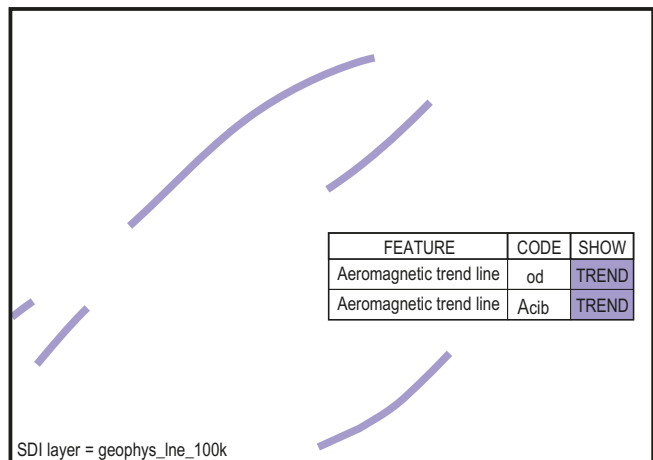 FEATURE CODE SHOW
Aeromagnetic trend line od TREND
Aeromagnetic trend line Acib TREND
SDI layer = geophys_lne_100k